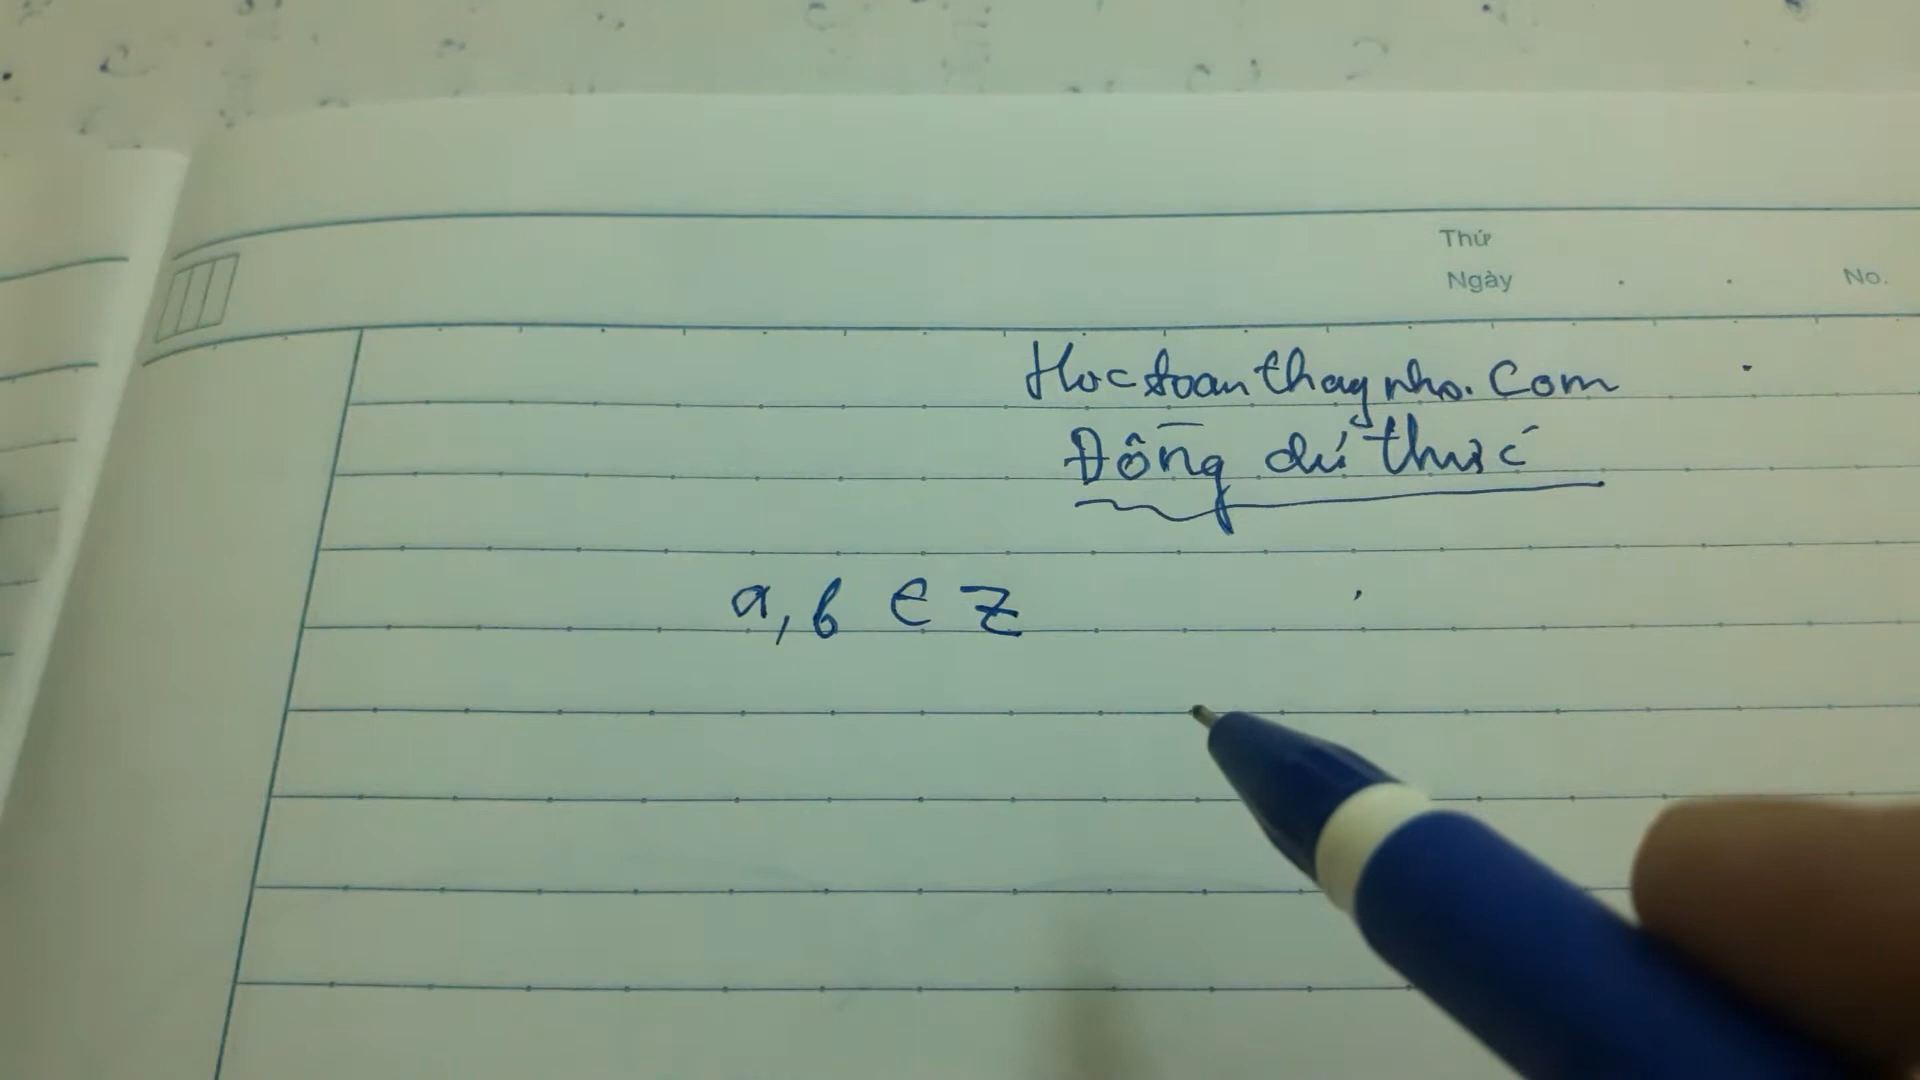 Thứ
Ngày No.
Hoctoanthaynho.Com
Đồng dư thức
a, b ∈ Z